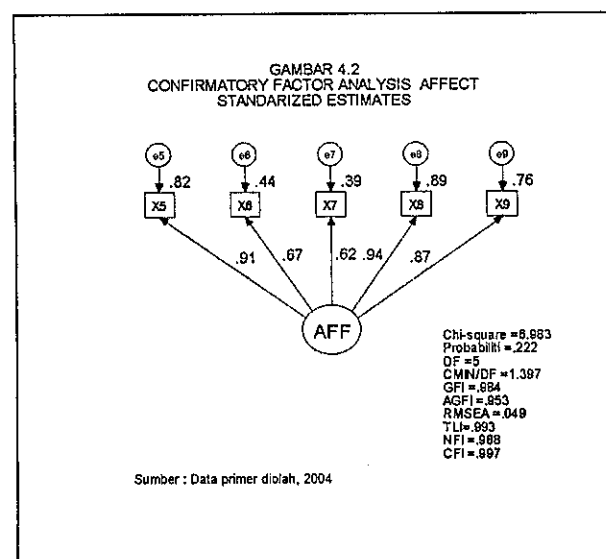 GAMBAR 4.2
CONFIRMATORY FACTOR ANALYSIS AFFECT
STANDARIZED ESTIMATES
e5 e6 e7 e8 e9
.82 .44 .39 .89 .76
X5 X6 X7 X8 X9
.91 .67 .62 .94 .87
AFF
Chi-square =6.983
Probabiliti =.222
DF =5
CMIN/DF =1.397
GFI =.984
AGFI =.953
RMSEA =.049
TLI=.993
NFI =.988
CFI =.997
Sumber : Data primer diolah, 2004